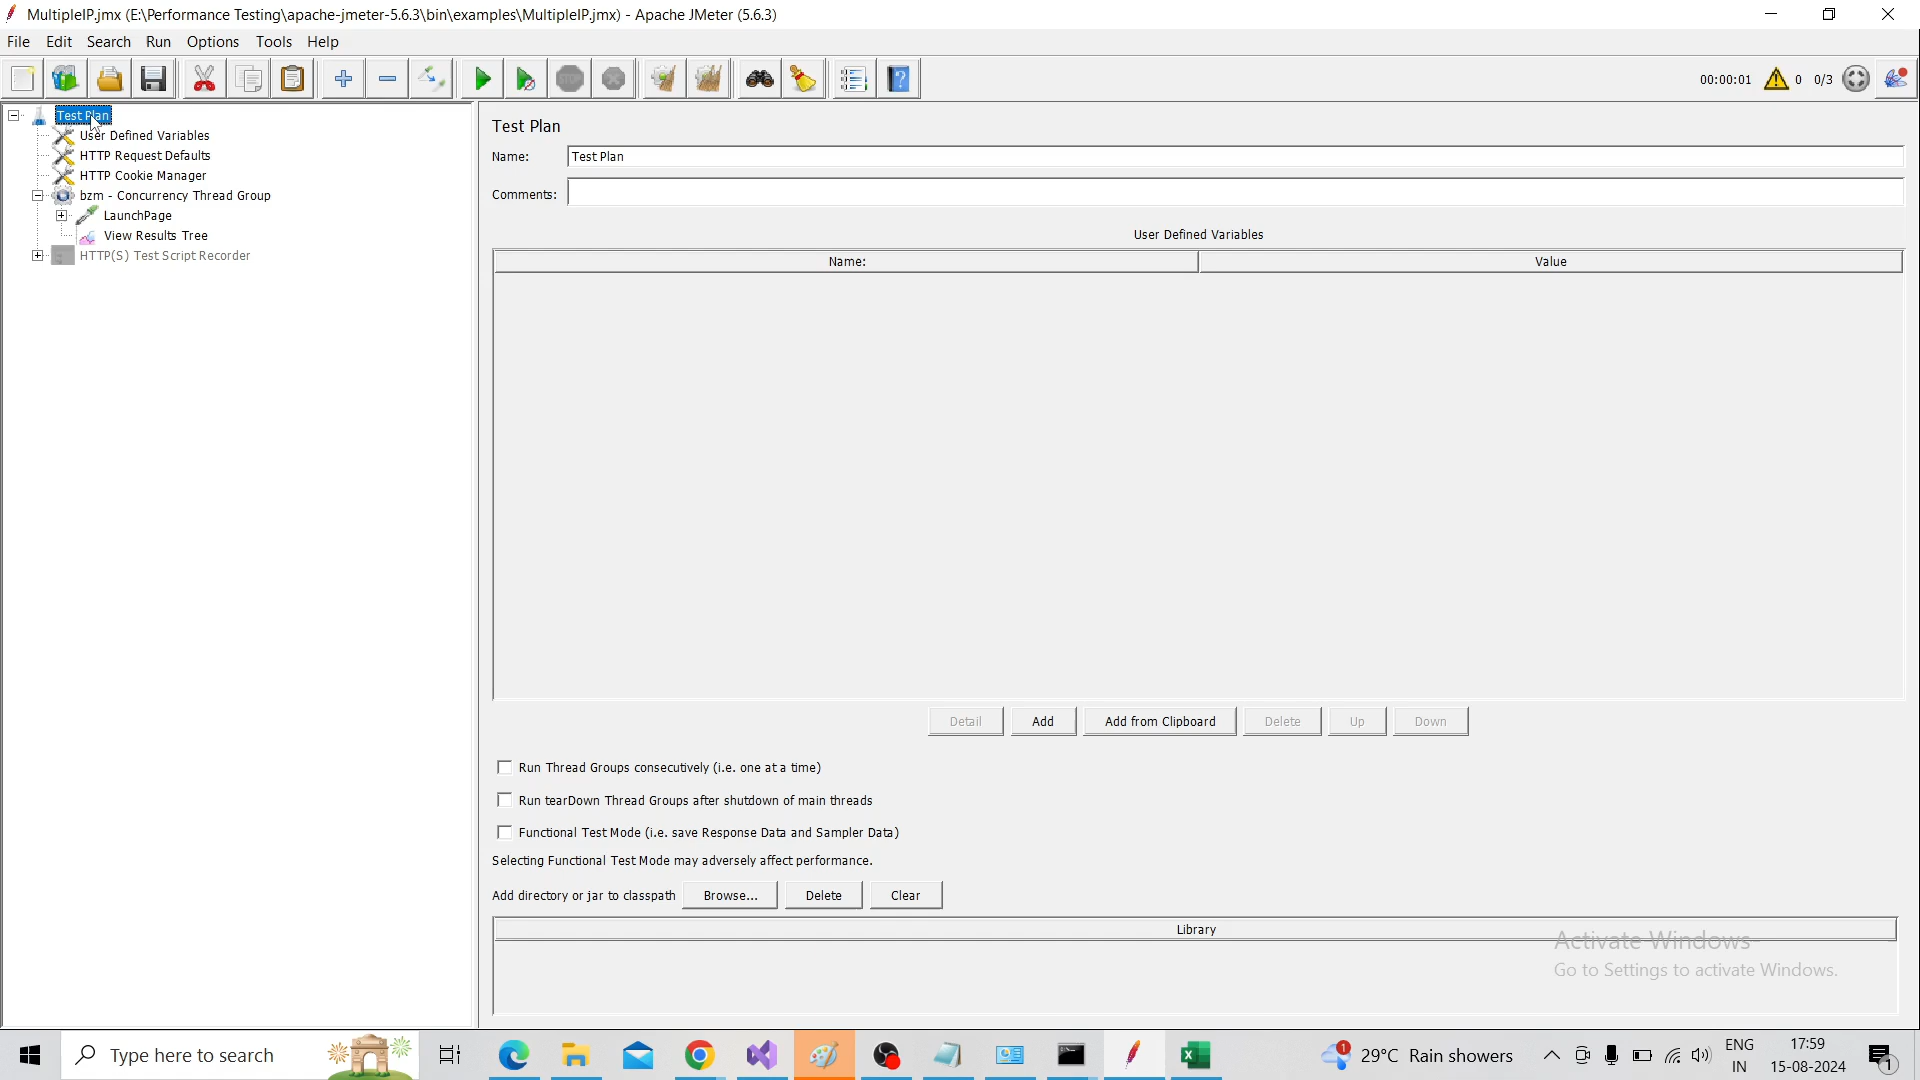 MultipleIP.jmx (E:\Performance Testing\apache-jmeter-5.6.3\bin\examples\MultipleIP.jmx) - Apache JMeter (5.6.3)
File Edit Search Run Options Tools Help
STOP
00:00:01 0 0/3
Test Plan
User Defined Variables
HTTP Request Defaults
HTTP Cookie Manager
bzm - Concurrency Thread Group
LaunchPage
View Results Tree
HTTP(S) Test Script Recorder
Test Plan
Name: Test Plan
Comments:
User Defined Variables
Name: Value
Detail Add Add from Clipboard Delete Up Down
Run Thread Groups consecutively (i.e. one at a time)
Run tearDown Thread Groups after shutdown of main threads
Functional Test Mode (i.e. save Response Data and Sampler Data)
Selecting Functional Test Mode may adversely affect performance.
Add directory or jar to classpath Browse... Delete Clear
Library
Activate Windows
Go to Settings to activate Windows.
Type here to search
1 29°C Rain showers
ENG
IN
17:59
15-08-2024
1